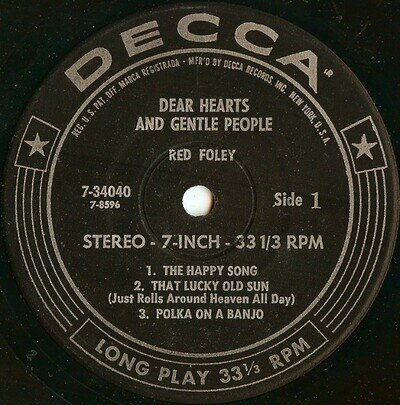 DECCA
REG. U.S. PAT. OFF. MARCA REGISTRADA • MFR'D BY DECCA RECORDS, INC. NEW YORK, U.S.A.
DEAR HEARTS
AND GENTLE PEOPLE
RED FOLEY
7-34040
7-8596
Side 1
STEREO - 7-INCH - 33 1/3 RPM
1. THE HAPPY SONG
2. THAT LUCKY OLD SUN
(Just Rolls Around Heaven All Day)
3. POLKA ON A BANJO
LONG PLAY 33⅓ RPM
2